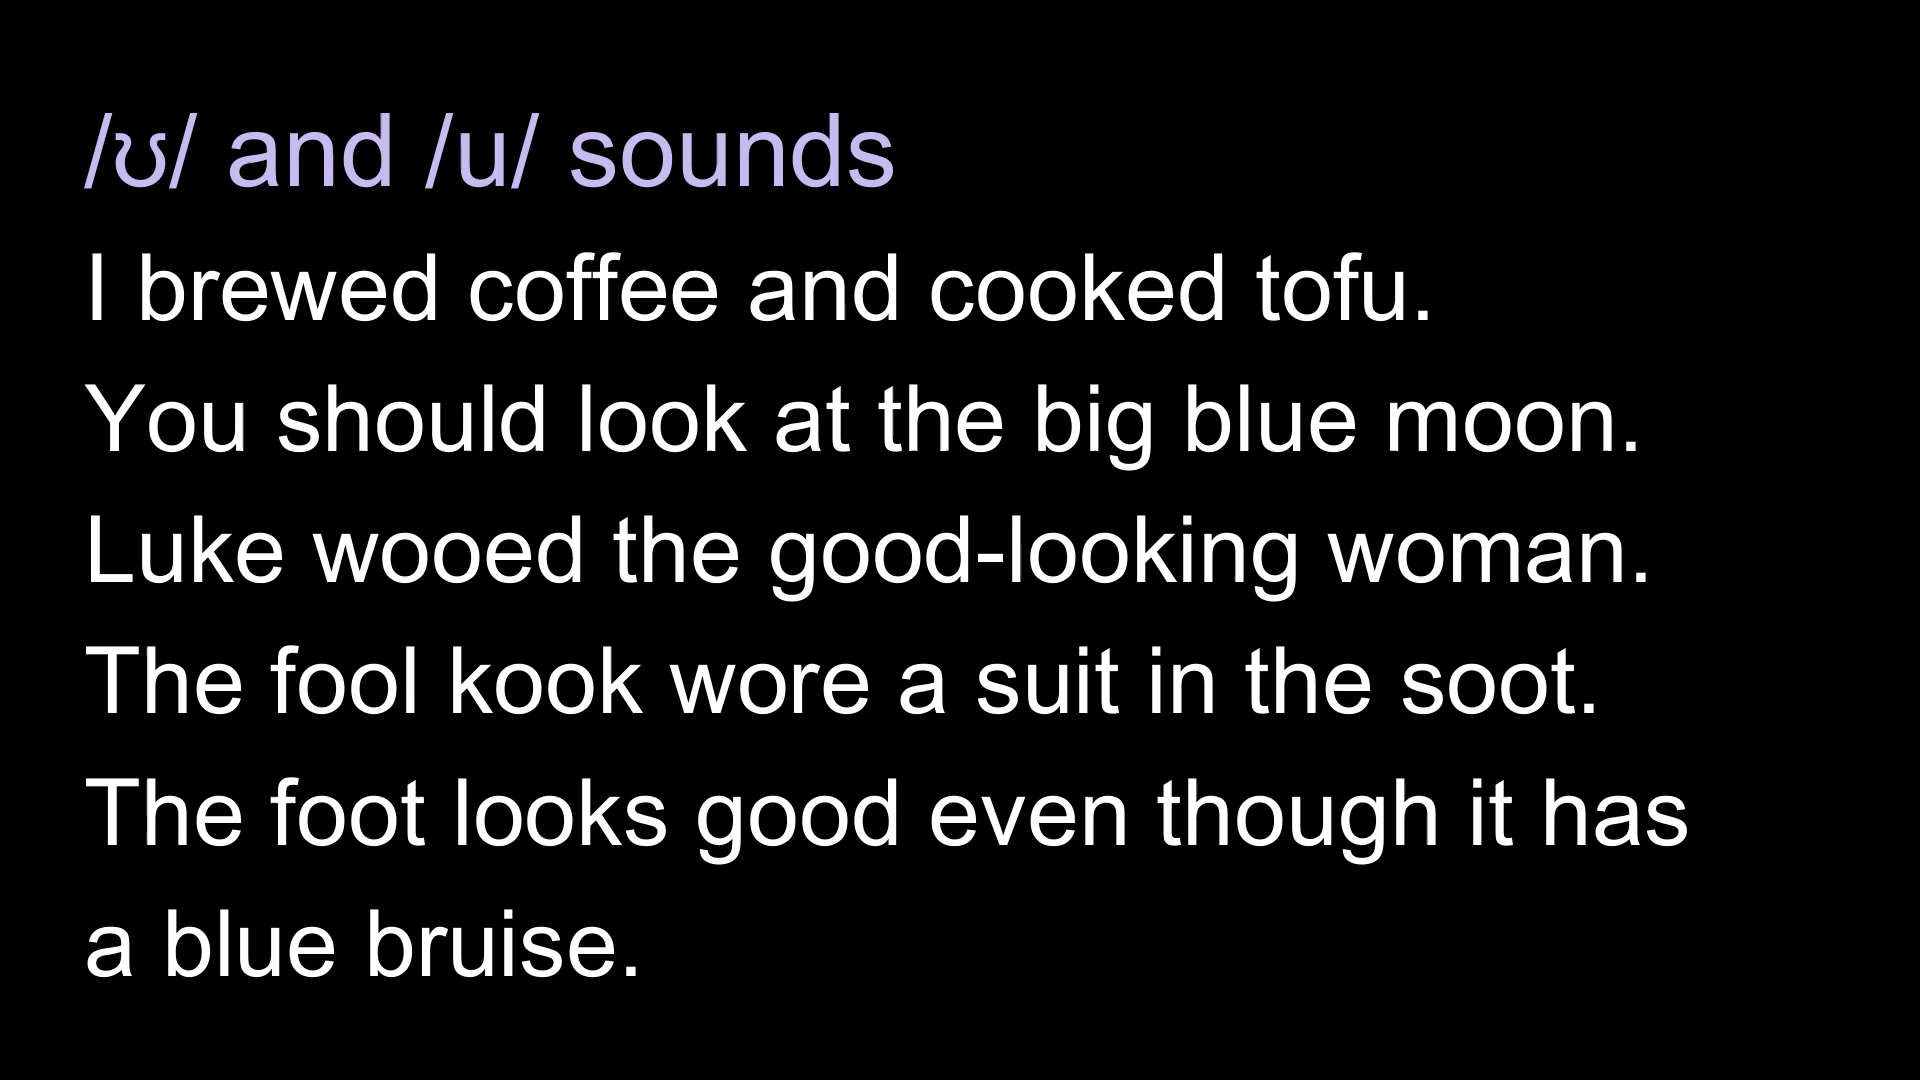 /ʊ/ and /u/ sounds
I brewed coffee and cooked tofu.
You should look at the big blue moon.
Luke wooed the good-looking woman.
The fool kook wore a suit in the soot.
The foot looks good even though it has
a blue bruise.